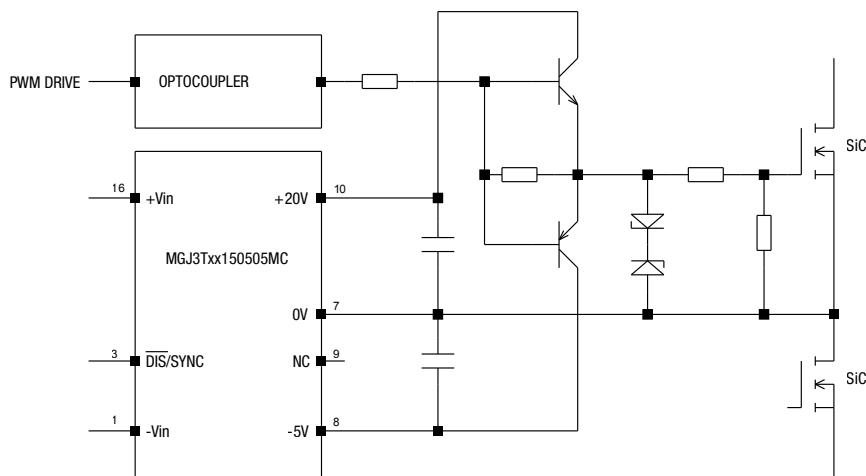 PWM DRIVE
OPTOCOUPLER
SiC
16
+Vin
+20V
10
MGJ3Txx150505MC
0V
7
3
DIS/SYNC
NC
9
SiC
1
-Vin
-5V
8